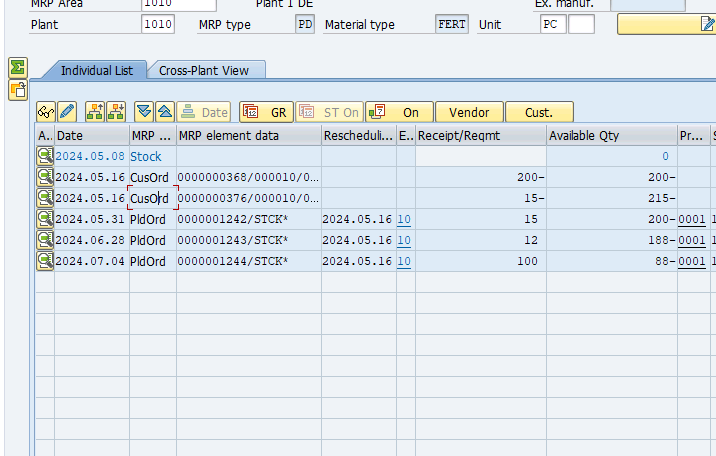 MRP Area 1010 Plant 1 DE Ex. manuf.
Plant 1010 MRP type PD Material type FERT Unit PC
Individual List Cross-Plant View
Date GR ST On On Vendor Cust.
A.. Date MRP ... MRP element data Rescheduli... E.. Receipt/Reqmt Available Qty Pr... S
2024.05.08 Stock 0
2024.05.16 CusOrd 0000000368/000010/0... 200- 200-
2024.05.16 CusOrd 0000000376/000010/0... 15- 215-
2024.05.31 PldOrd 0000001242/STCK* 2024.05.16 10 15 200- 0001 1
2024.06.28 PldOrd 0000001243/STCK* 2024.05.16 10 12 188- 0001 1
2024.07.04 PldOrd 0000001244/STCK* 2024.05.16 10 100 88- 0001 1